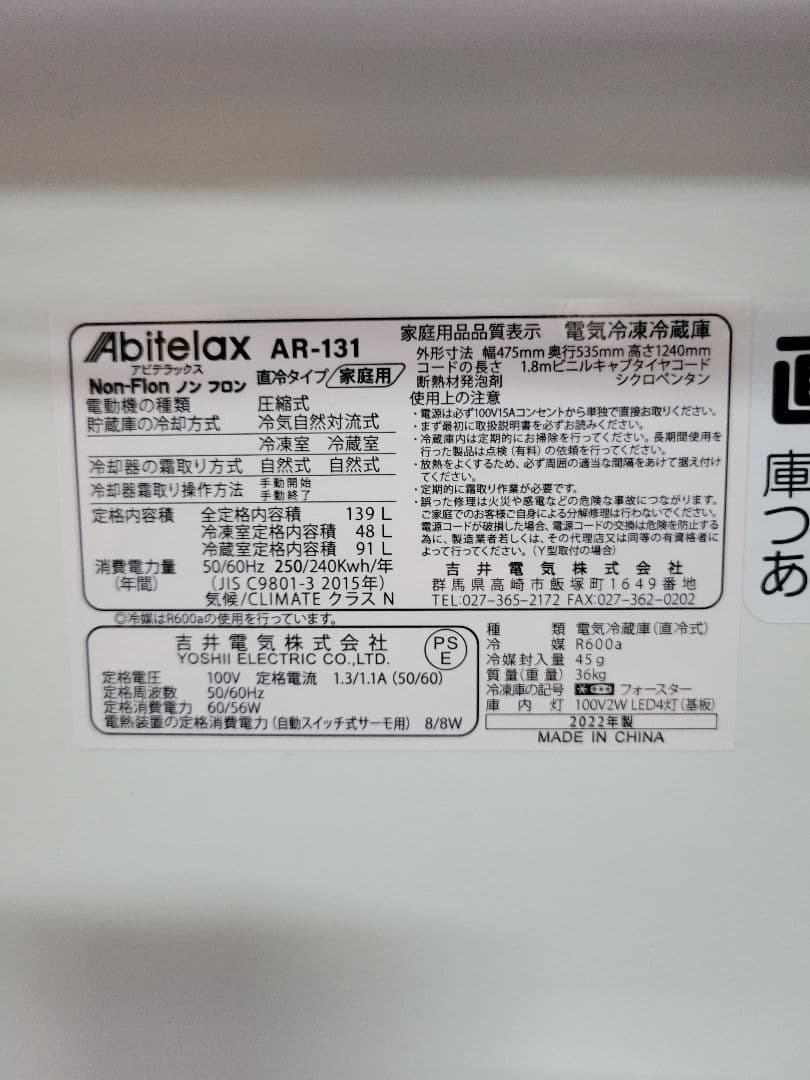 Abitelax AR-131
アビテラックス
Non-Flon ノン フロン 直冷タイプ/家庭用
電動機の種類 圧縮式
貯蔵庫の冷却方式 冷気自然対流式
冷凍室 冷蔵室
冷却器の霜取り方式 自然式 自然式
冷却器霜取り操作方法 手動開始
手動終了
定格内容積 全定格内容積 139 L
冷凍室定格内容積 48 L
冷蔵室定格内容積 91 L
消費電力量 50/60Hz 250/240Kwh/年
(年間) (JIS C9801-3 2015年)
気候/CLIMATE クラス N
家庭用品品質表示 電気冷凍冷蔵庫
外形寸法 幅475mm 奥行535mm 高さ1240mm
コードの長さ 1.8mビニルキャブタイヤコード
断熱材発泡剤 シクロペンタン
使用上の注意
・電源は必ず100V15Aコンセントから単独で直接お取りください。
・まず最初に取扱説明書を必ずお読みください。
・冷蔵庫内は定期的にお掃除を行ってください。長期間使用を
行った製品は点検(有料)の依頼を行ってください。
・放熱をよくするため、必ず周囲の適当な間隔をあけて据え付け
てください。
・定期的に霜取り作業が必要です。
・誤った修理は火災や感電などの危険な事故につながります。
ご家庭でのお客様ご自身による分解修理は行わないでください。
電源コードが破損した場合、電源コードの交換は危険を防止する
為に、製造業者若しくは、その代理店又は同等の有資格者に
よって行ってください。(Y型取付の場合)
吉井電気株式会社
群馬県高崎市飯塚町1649番地
TEL:027-365-2172 FAX:027-362-0202
◎冷媒はR600aの使用を行っています。
吉井電気株式会社
YOSHII ELECTRIC CO.,LTD.
PS
E
定格電圧 100V 定格電流 1.3/1.1A (50/60)
定格周波数 50/60Hz
定格消費電力 60/56W
電熱装置の定格消費電力(自動スイッチ式サーモ用) 8/8W
種類 電気冷蔵庫(直冷式)
冷媒 R600a
冷媒封入量 45g
質量(重量) 36kg
冷凍庫の記号 フォースター
庫内灯 100V2W LED4灯(基板)
2022年製
MADE IN CHINA
庫
つ
あ